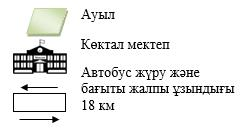 Ауыл
Көктал мектеп
Автобус жүру және
бағыты жалпы ұзындығы
18 км